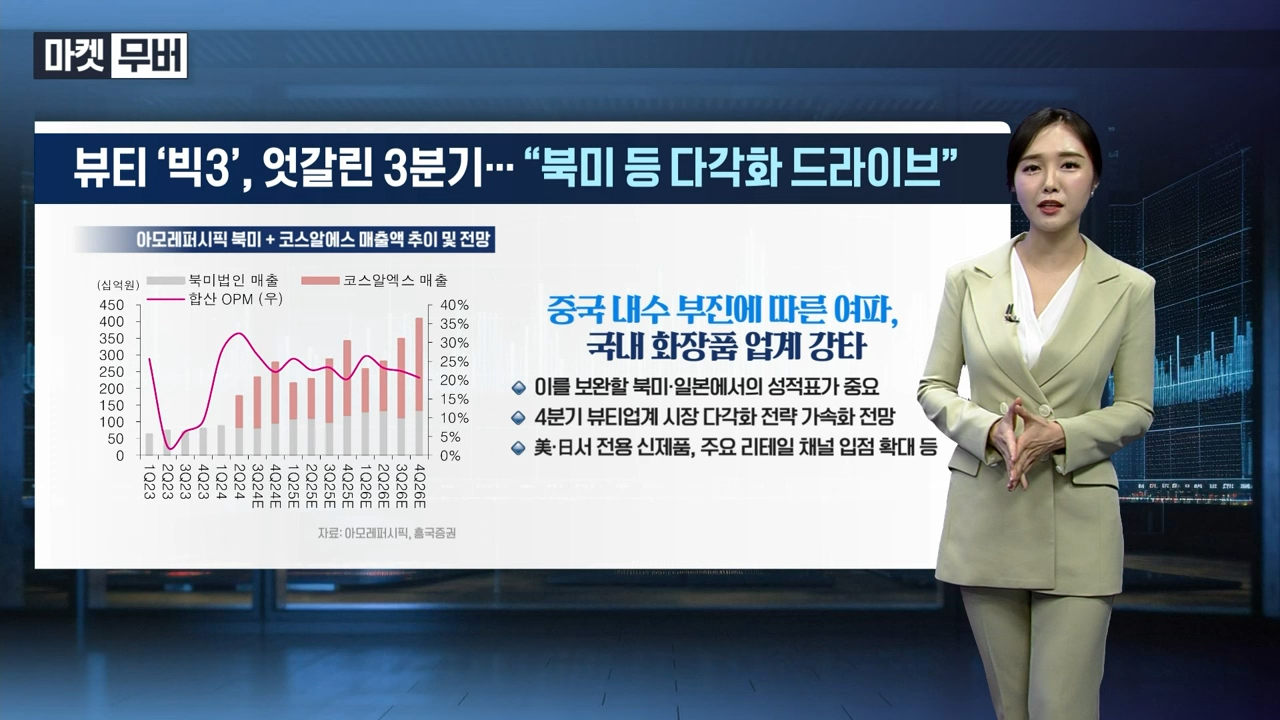 마켓 무버
뷰티 ‘빅3’, 엇갈린 3분기… “북미 등 다각화 드라이브”
아모레퍼시픽 북미 + 코스알에스 매출액 추이 및 전망
(십억원)
북미법인 매출
코스알엑스 매출
합산 OPM (우)
450
400
350
300
250
200
150
100
50
0
40%
35%
30%
25%
20%
15%
10%
5%
0%
1Q23
2Q23
3Q23
4Q23
1Q24
2Q24
3Q24E
4Q24E
1Q25E
2Q25E
3Q25E
4Q25E
1Q26E
2Q26E
3Q26E
4Q26E
자료: 아모레퍼시픽, 흥국증권
중국 내수 부진에 따른 여파,
국내 화장품 업계 강타
이를 보완할 북미·일본에서의 성적표가 중요
4분기 뷰티업계 시장 다각화 전략 가속화 전망
美·日서 전용 신제품, 주요 리테일 채널 입점 확대 등